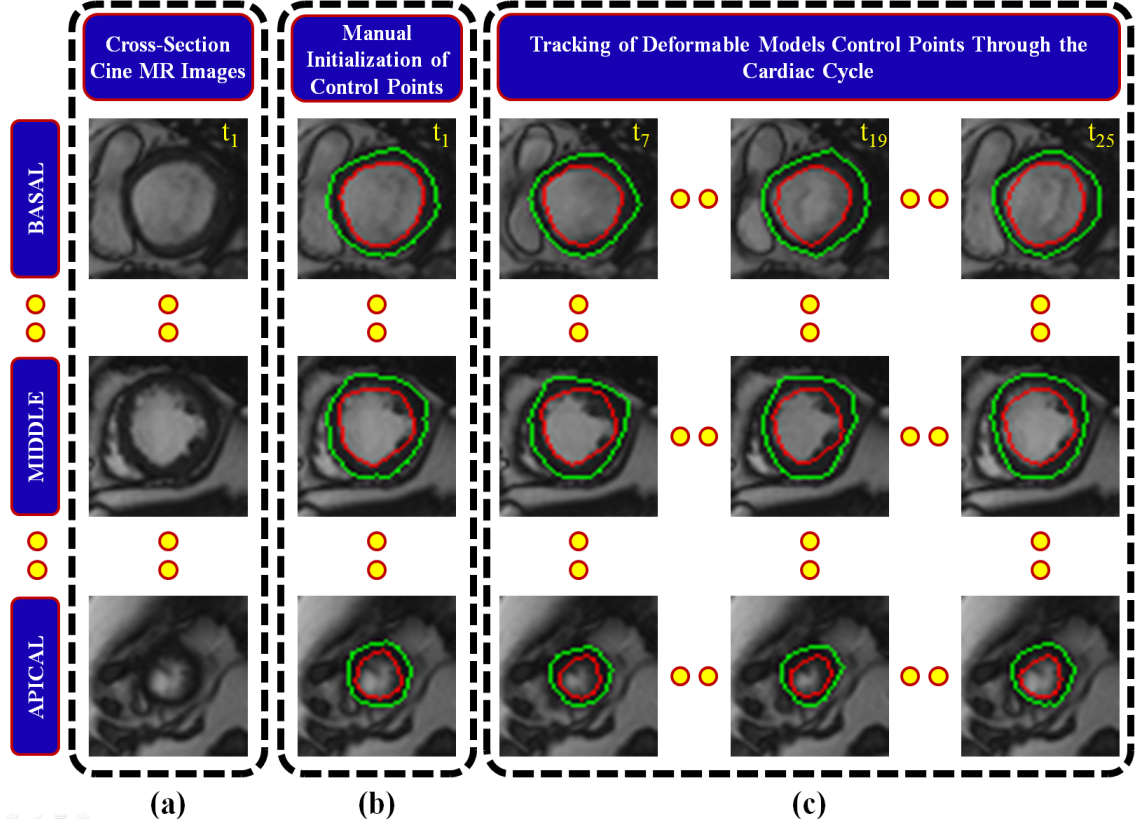 Cross-Section
Cine MR Images
Manual
Initialization of
Control Points
Tracking of Deformable Models Control Points Through the
Cardiac Cycle
BASAL
t1
t1
t7
t19
t25
MIDDLE
APICAL
(a)
(b)
(c)